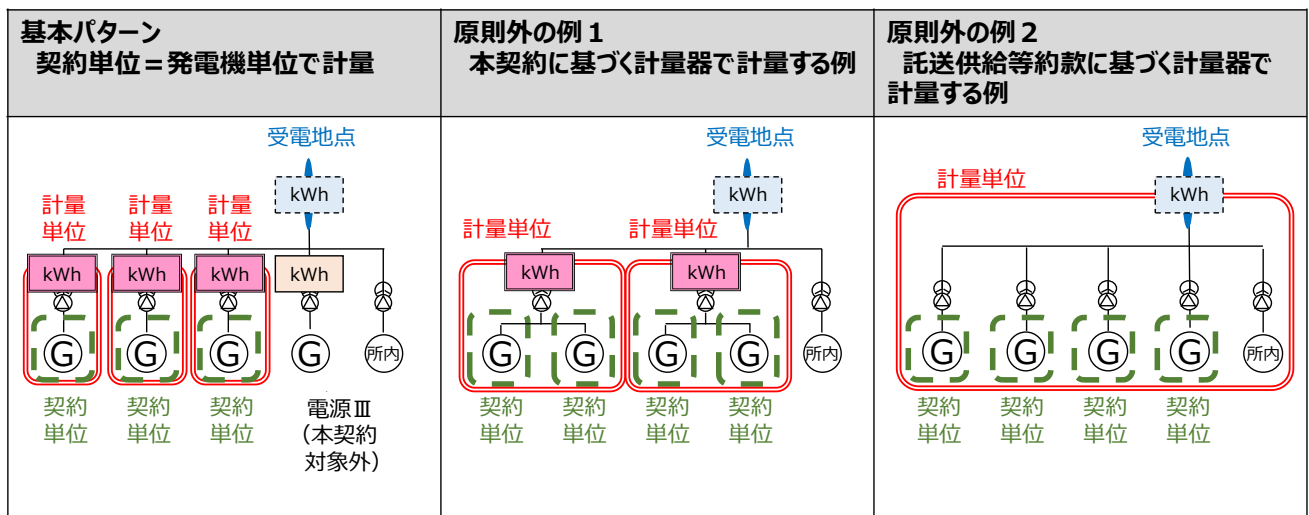 基本パターン
契約単位＝発電機単位で計量
受電地点
kWh
計量
単位
計量
単位
計量
単位
kWh
kWh
kWh
kWh
G
G
G
G
所内
契約
単位
契約
単位
契約
単位
電源Ⅲ
（本契約
対象外）
原則外の例１
本契約に基づく計量器で計量する例
受電地点
kWh
計量単位
計量単位
kWh
kWh
G
G
G
G
所内
契約
単位
契約
単位
契約
単位
契約
単位
原則外の例２
託送供給等約款に基づく計量器で
計量する例
受電地点
計量単位
kWh
G
G
G
G
所内
契約
単位
契約
単位
契約
単位
契約
単位